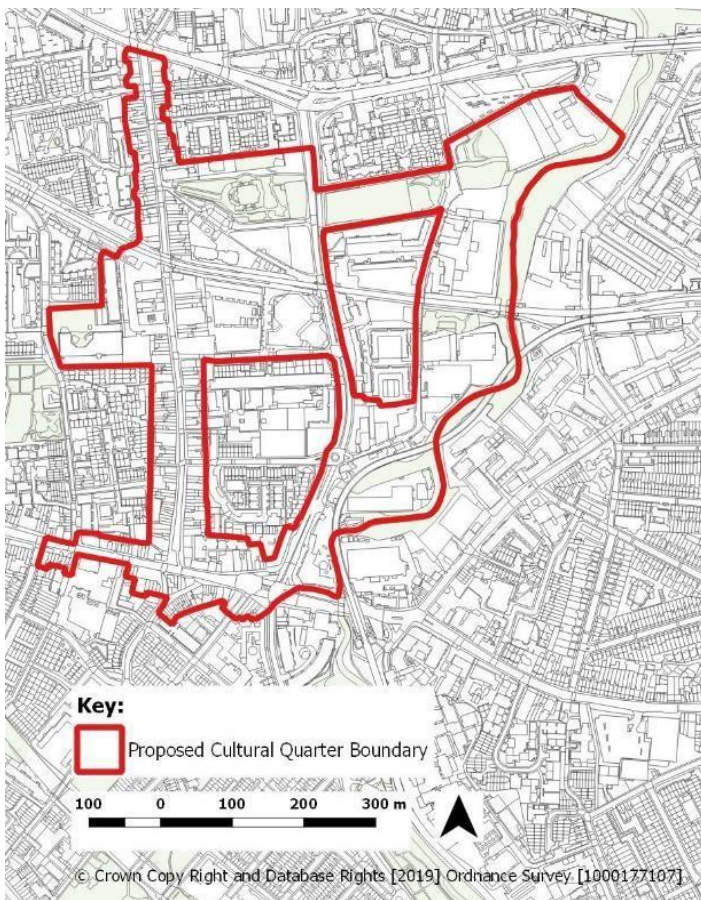 Key:
Proposed Cultural Quarter Boundary
100 0 100 200 300 m
© Crown Copy Right and Database Rights [2019] Ordnance Survey [1000177107]